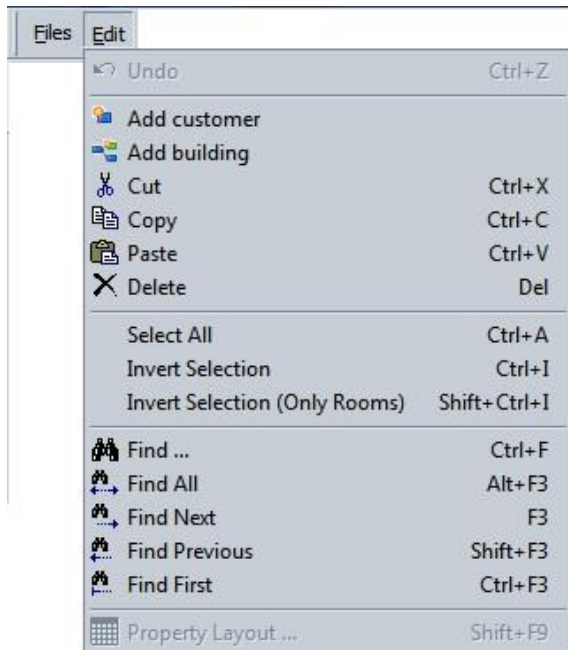 Files Edit
Undo Ctrl+Z
Add customer
Add building
Cut Ctrl+X
Copy Ctrl+C
Paste Ctrl+V
Delete Del
Select All Ctrl+A
Invert Selection Ctrl+I
Invert Selection (Only Rooms) Shift+Ctrl+I
Find ... Ctrl+F
Find All Alt+F3
Find Next F3
Find Previous Shift+F3
Find First Ctrl+F3
Property Layout ... Shift+F9